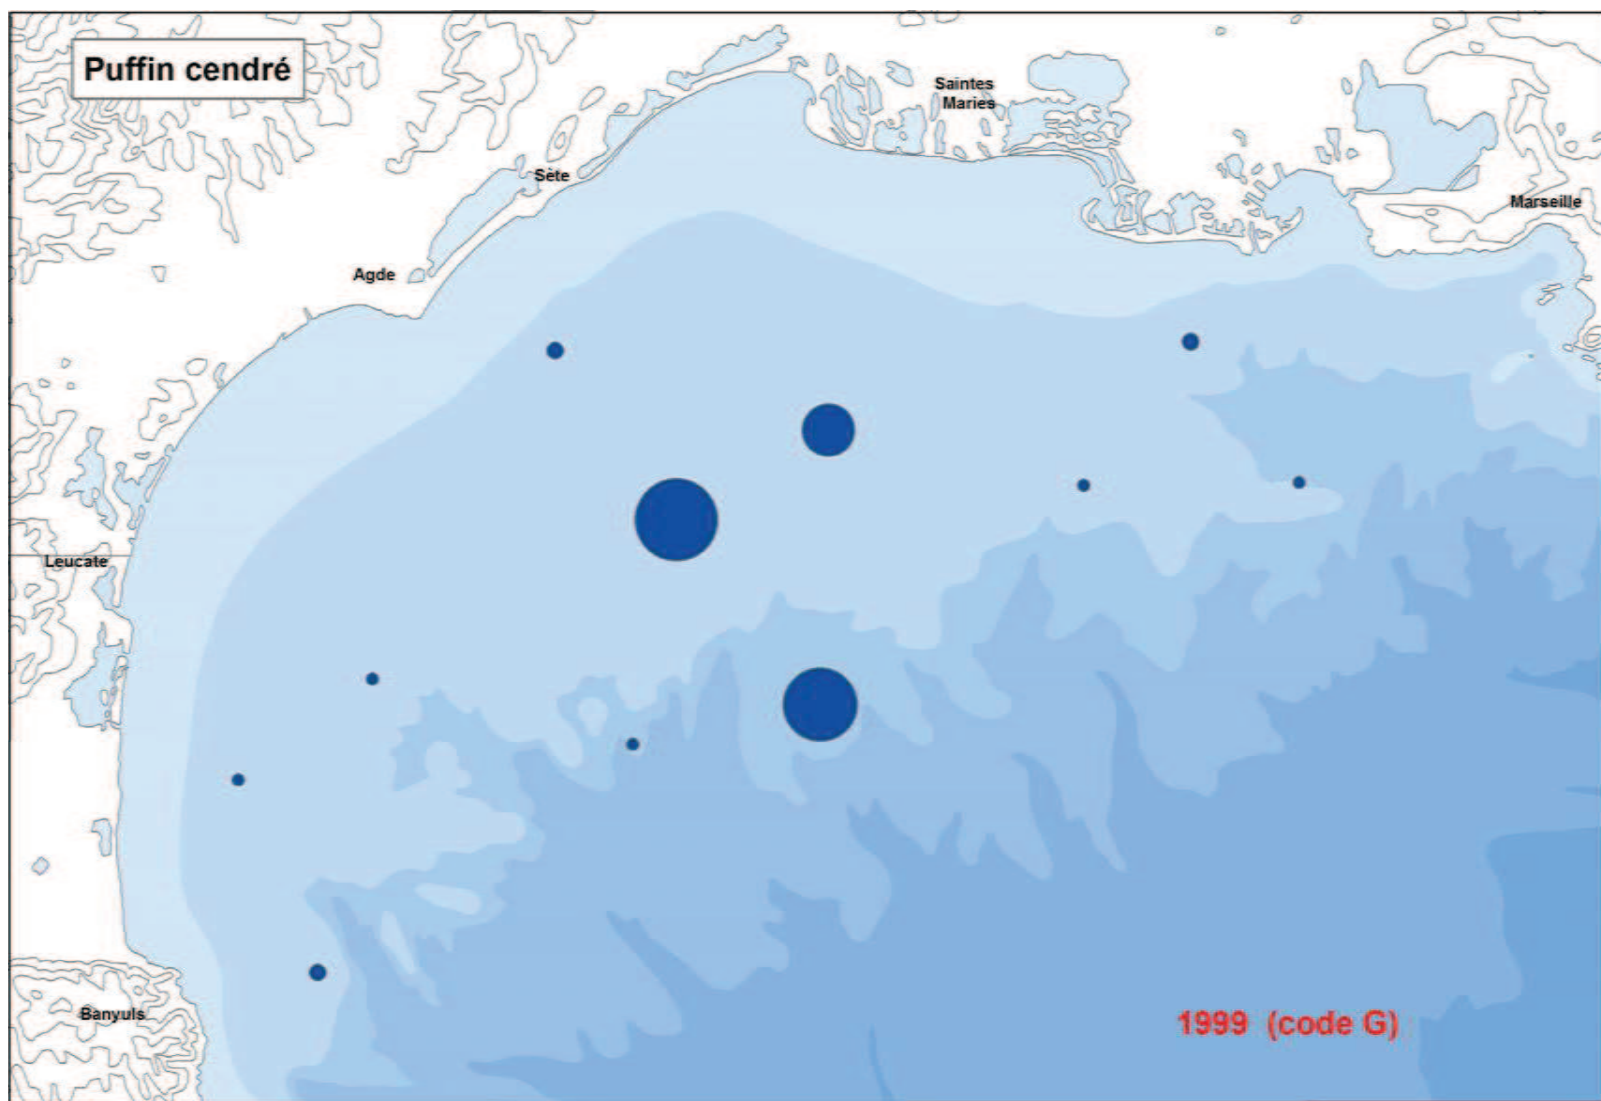 Puffin cendré
Saintes
Maries
Sète
Marseille
Agde
Leucate
Banyuls
1999 (code G)